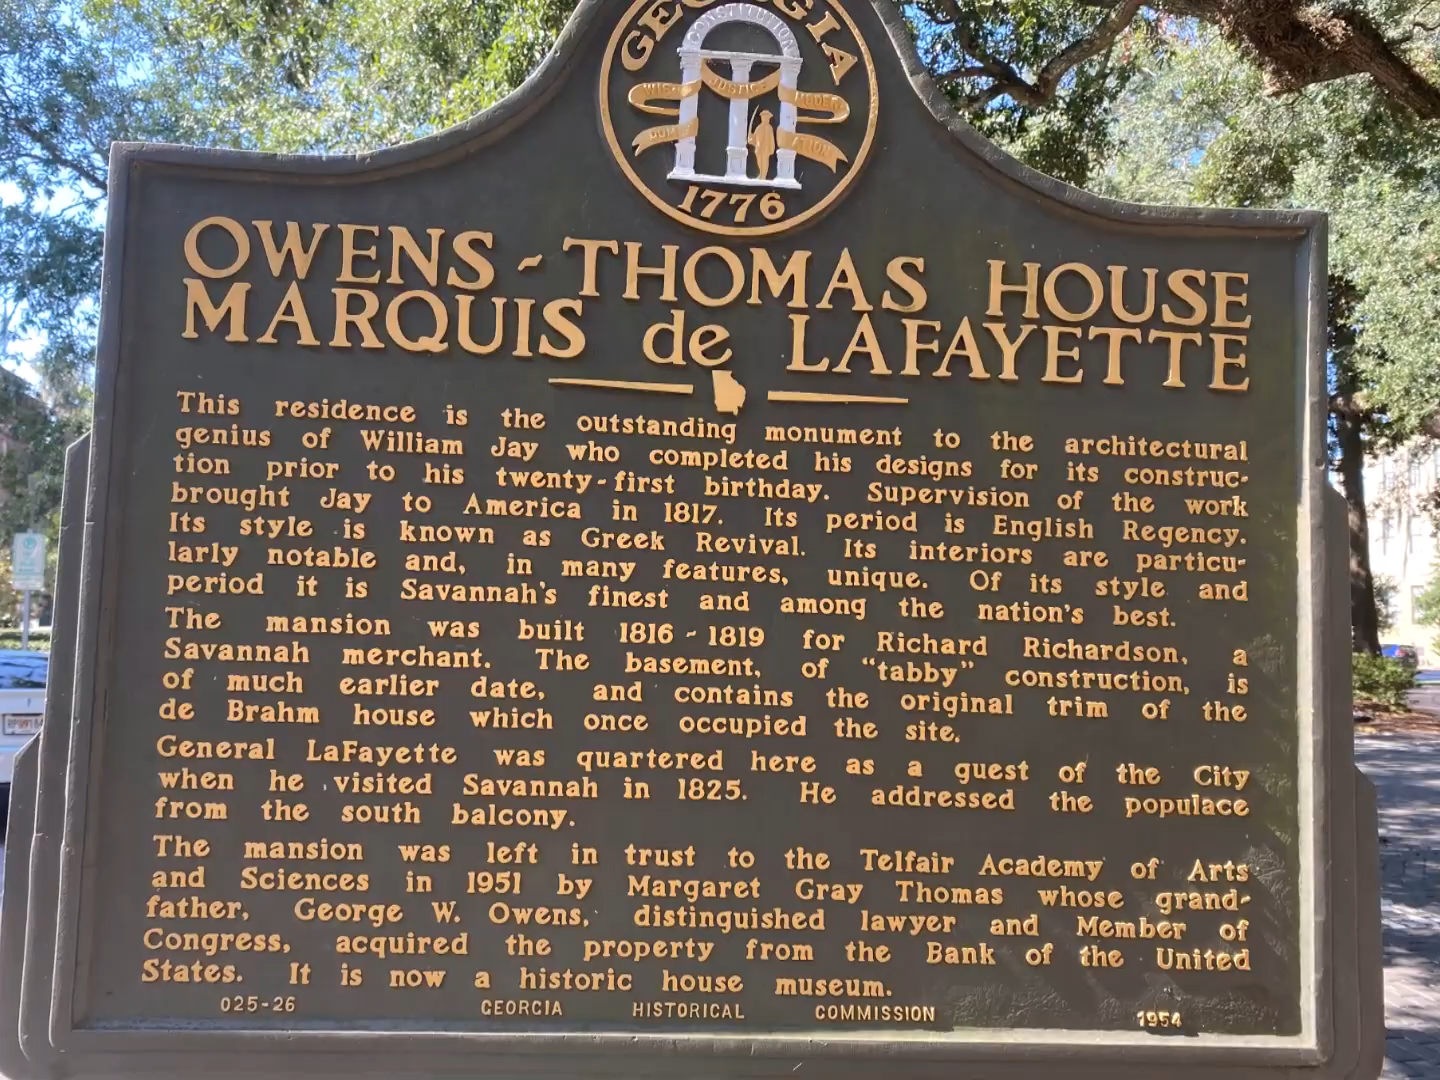 GEORGIA
CONSTITUTION
WIS- JUSTICE MODER
DOM ATION
1776
OWENS-THOMAS HOUSE
MARQUIS de LAFAYETTE
This residence is the outstanding monument to the architectural
genius of William Jay who completed his designs for its construc-
tion prior to his twenty-first birthday. Supervision of the work
brought Jay to America in 1817. Its period is English Regency.
Its style is known as Greek Revival. Its interiors are particu-
larly notable and, in many features, unique. Of its style and
period it is Savannah's finest and among the nation's best.
The mansion was built 1816-1819 for Richard Richardson, a
Savannah merchant. The basement, of "tabby" construction, is
of much earlier date, and contains the original trim of the
de Brahm house which once occupied the site.
General LaFayette was quartered here as a guest of the City
when he visited Savannah in 1825. He addressed the populace
from the south balcony.
The mansion was left in trust to the Telfair Academy of Arts
and Sciences in 1951 by Margaret Gray Thomas whose grand-
father, George W. Owens, distinguished lawyer and Member of
Congress, acquired the property from the Bank of the United
States. It is now a historic house museum.
025-26 GEORGIA HISTORICAL COMMISSION 1954